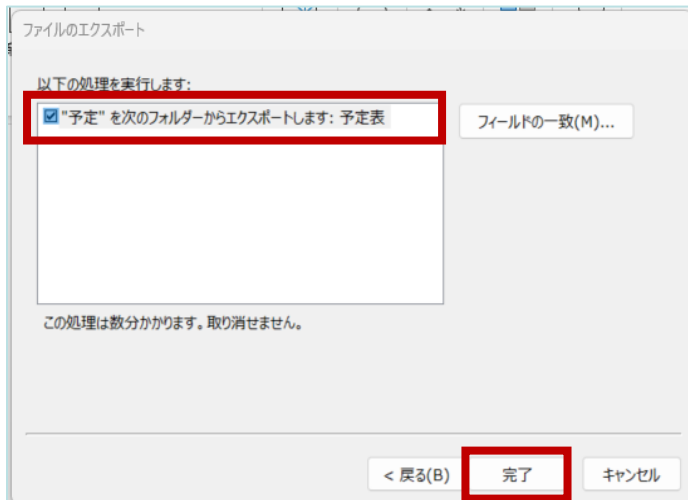 ファイルのエクスポート
以下の処理を実行します:
"予定" を次のフォルダーからエクスポートします: 予定表
フィールドの一致(M)...
この処理は数分かかります。取り消せません。
< 戻る(B)
完了
キャンセル